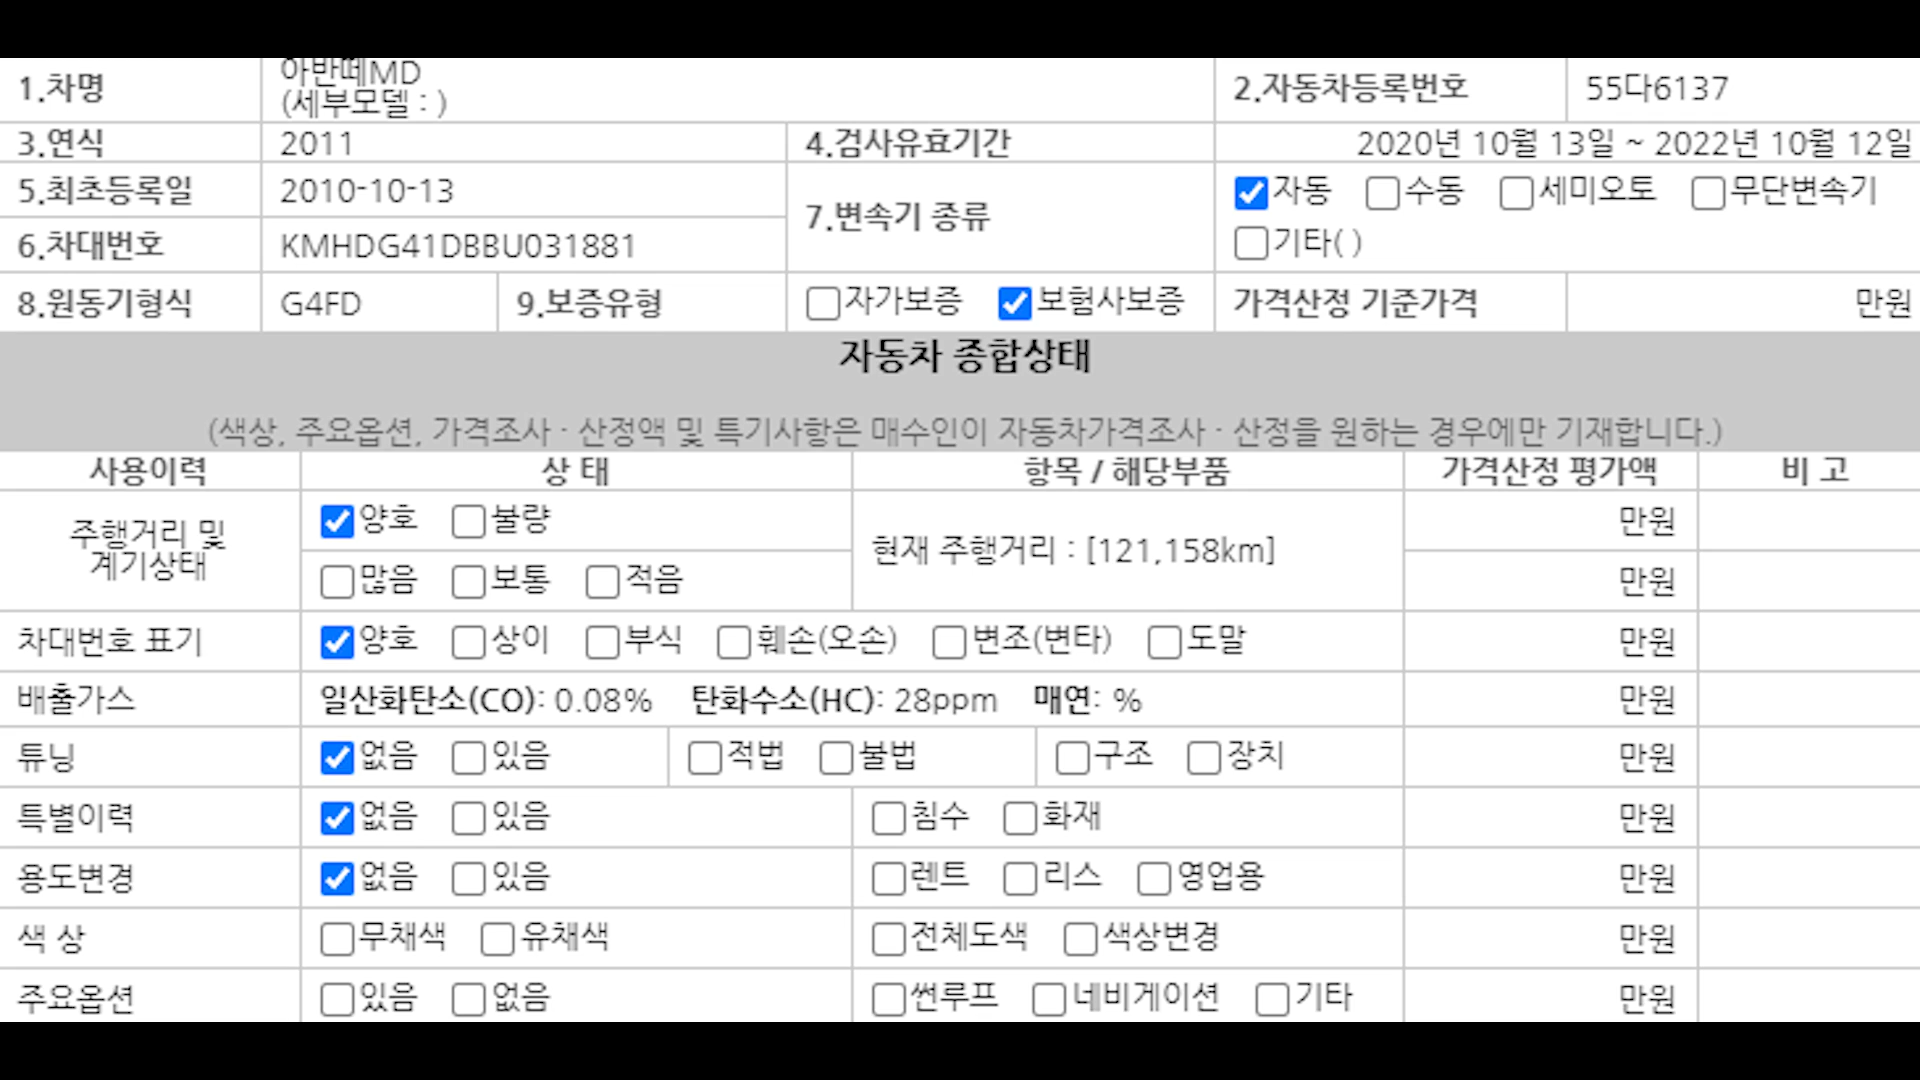 1.차명 아반떼MD 2.자동차등록번호 55다6137
(세부모델 : )
3.연식 2011 4.검사유효기간 2020년 10월 13일 ~ 2022년 10월 12일
5.최초등록일 2010-10-13 7.변속기 종류 자동 수동 세미오토 무단변속기
6.차대번호 KMHDG41DBBU031881 기타( )
8.원동기형식 G4FD 9.보증유형 자가보증 보험사보증 가격산정 기준가격 만원
자동차 종합상태
(색상, 주요옵션, 가격조사 · 산정액 및 특기사항은 매수인이 자동차가격조사 · 산정을 원하는 경우에만 기재합니다.)
사용이력 상 태 항목 / 해당부품 가격산정 평가액 비 고
주행거리 및 양호 불량 현재 주행거리 : [121,158km] 만원
계기상태 많음 보통 적음 만원
차대번호 표기 양호 상이 부식 훼손(오손) 변조(변타) 도말 만원
배출가스 일산화탄소(CO): 0.08% 탄화수소(HC): 28ppm 매연: % 만원
튜닝 없음 있음 적법 불법 구조 장치 만원
특별이력 없음 있음 침수 화재 만원
용도변경 없음 있음 렌트 리스 영업용 만원
색 상 무채색 유채색 전체도색 색상변경 만원
주요옵션 있음 없음 썬루프 네비게이션 기타 만원